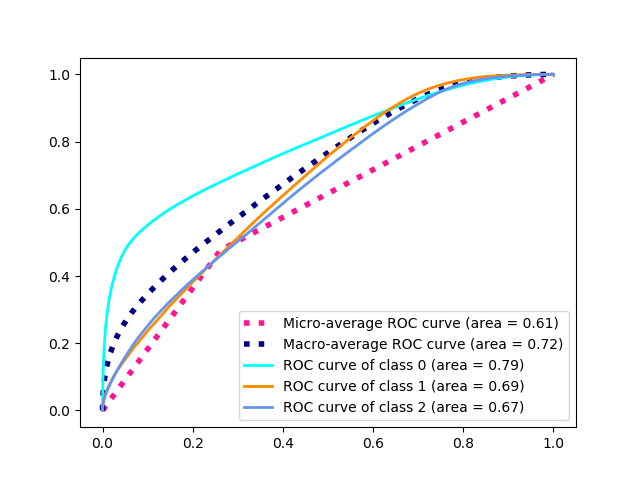 1.0
0.8
0.6
0.4
0.2
0.0
Micro-average ROC curve (area = 0.61)
Macro-average ROC curve (area = 0.72)
ROC curve of class 0 (area = 0.79)
ROC curve of class 1 (area = 0.69)
ROC curve of class 2 (area = 0.67)
0.0 0.2 0.4 0.6 0.8 1.0